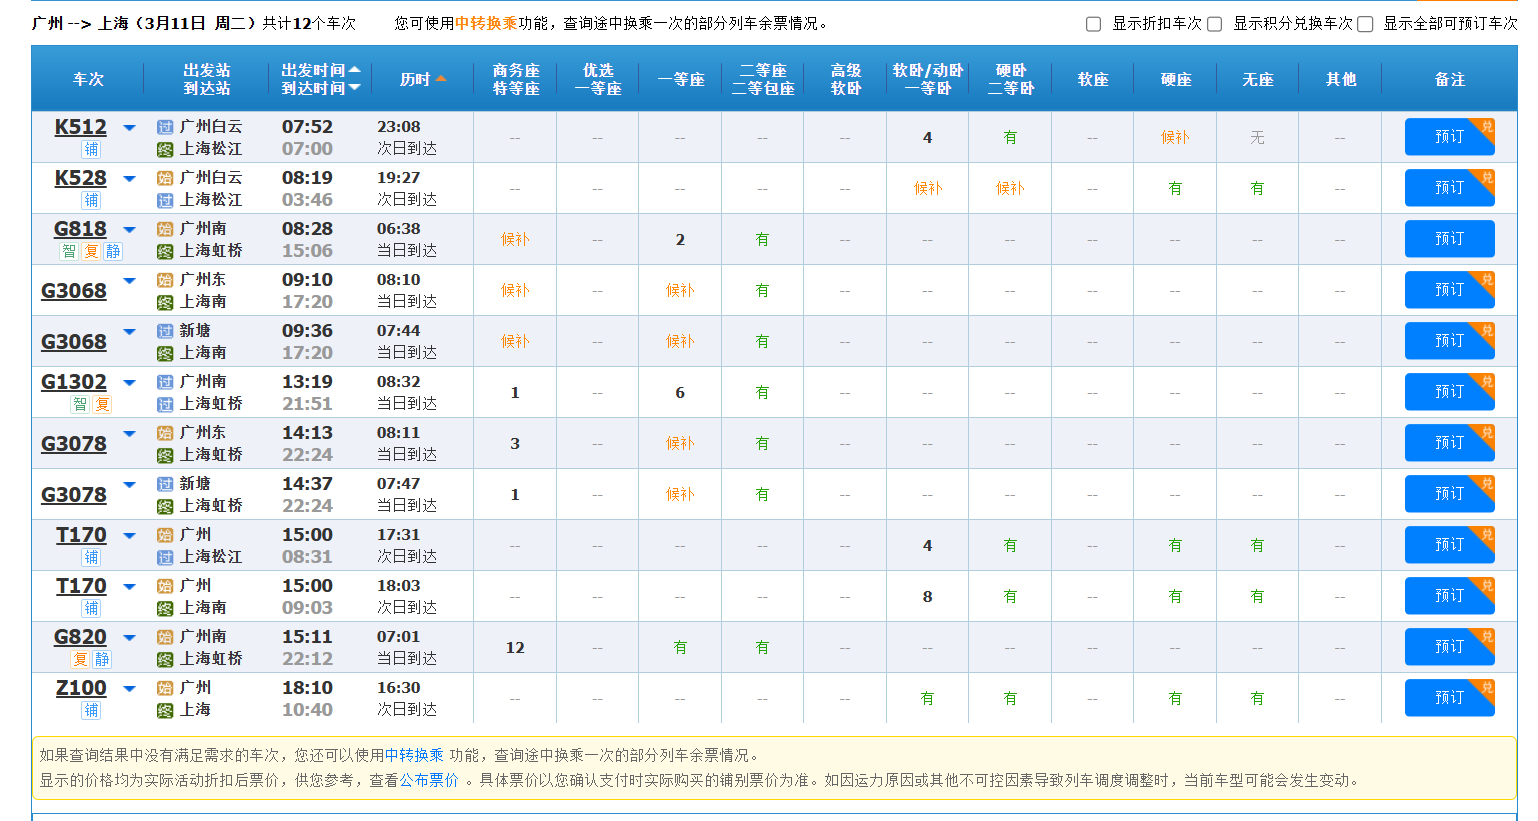 广州 --> 上海（3月11日 周二）共计12个车次 您可使用中转换乘功能，查询途中换乘一次的部分列车余票情况。 显示折扣车次 显示积分兑换车次 显示全部可预订车次
车次 出发站 到达站 出发时间 到达时间 历时 商务座 特等座 优选 一等座 一等座 二等座 二等包座 高级 软卧 软卧/动卧 一等卧 硬卧 二等卧 软座 硬座 无座 其他 备注
K512 过 广州白云 07:52 23:08 -- -- -- -- -- 4 有 -- 候补 无 -- 预订 兑
铺 终 上海松江 07:00 次日到达
K528 始 广州白云 08:19 19:27 -- -- -- -- -- 候补 候补 -- 有 有 -- 预订 兑
铺 过 上海松江 03:46 次日到达
G818 始 广州南 08:28 06:38 候补 -- 2 有 -- -- -- -- -- -- -- 预订
智 复 静 终 上海虹桥 15:06 当日到达
G3068 始 广州东 09:10 08:10 候补 -- 候补 有 -- -- -- -- -- -- -- 预订 兑
终 上海南 17:20 当日到达
G3068 过 新塘 09:36 07:44 候补 -- 候补 有 -- -- -- -- -- -- -- 预订 兑
终 上海南 17:20 当日到达
G1302 过 广州南 13:19 08:32 1 -- 6 有 -- -- -- -- -- -- -- 预订 兑
智 复 过 上海虹桥 21:51 当日到达
G3078 始 广州东 14:13 08:11 3 -- 候补 有 -- -- -- -- -- -- -- 预订 兑
终 上海虹桥 22:24 当日到达
G3078 过 新塘 14:37 07:47 1 -- 候补 有 -- -- -- -- -- -- -- 预订 兑
终 上海虹桥 22:24 当日到达
T170 始 广州 15:00 17:31 -- -- -- -- -- 4 有 -- 有 有 -- 预订 兑
铺 过 上海松江 08:31 次日到达
T170 始 广州 15:00 18:03 -- -- -- -- -- 8 有 -- 有 有 -- 预订 兑
铺 终 上海南 09:03 次日到达
G820 始 广州南 15:11 07:01 12 -- 有 有 -- -- -- -- -- -- -- 预订 兑
复 静 终 上海虹桥 22:12 当日到达
Z100 始 广州 18:10 16:30 -- -- -- -- -- 有 有 -- 有 有 -- 预订 兑
铺 终 上海 10:40 次日到达
如果查询结果中没有满足需求的车次，您还可以使用中转换乘 功能，查询途中换乘一次的部分列车余票情况。
显示的价格均为实际活动折扣后票价，供您参考，查看公布票价 。具体票价以您确认支付时实际购买的铺别票价为准。如因运力原因或其他不可控因素导致列车调度调整时，当前车型可能会发生变动。